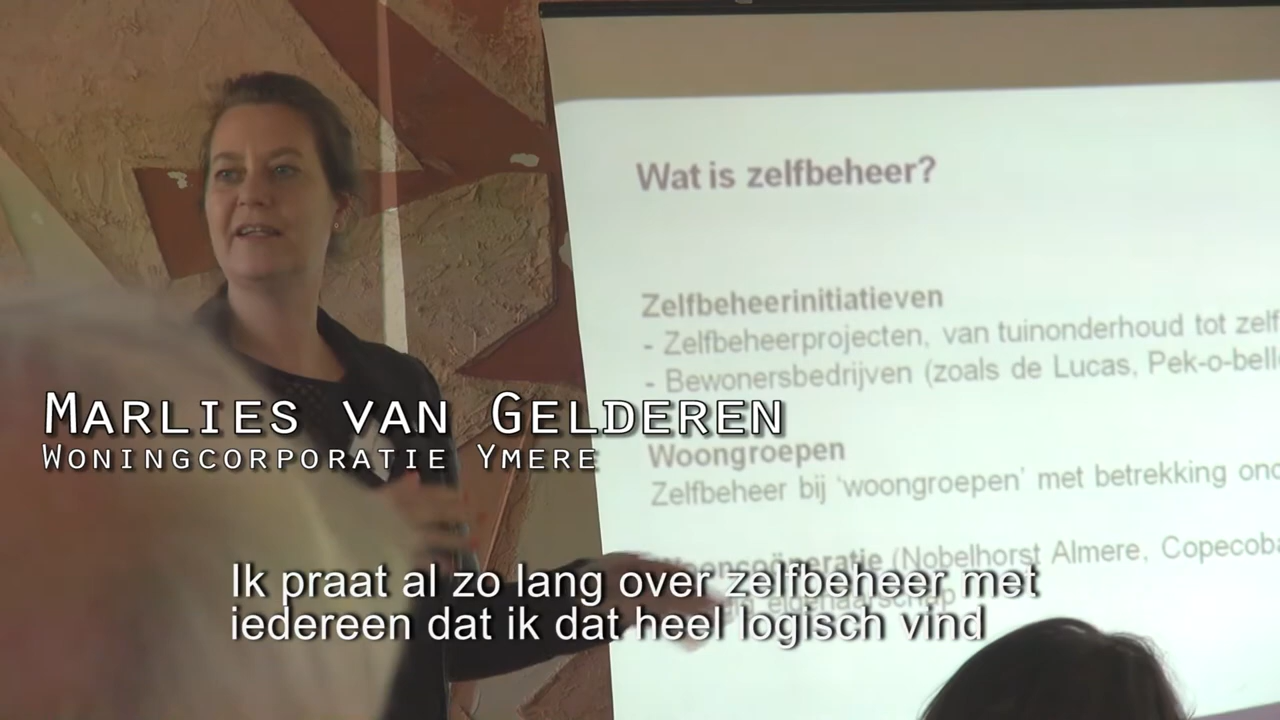 Wat is zelfbeheer?
Zelfbeheerinitiatieven
- Zelfbeheerprojecten, van tuinonderhoud tot zelf
- Bewonersbedrijven (zoals de Lucas, Pek-o-bell
MARLIES VAN GELDEREN
WONINGCORPORATIE YMERE
Woongroepen
Zelfbeheer bij 'woongroepen' met betrekking ond
(Nobelhorst Almere, Copecoba
Ik praat al zo lang over zelfbeheer met
iedereen dat ik dat heel logisch vind